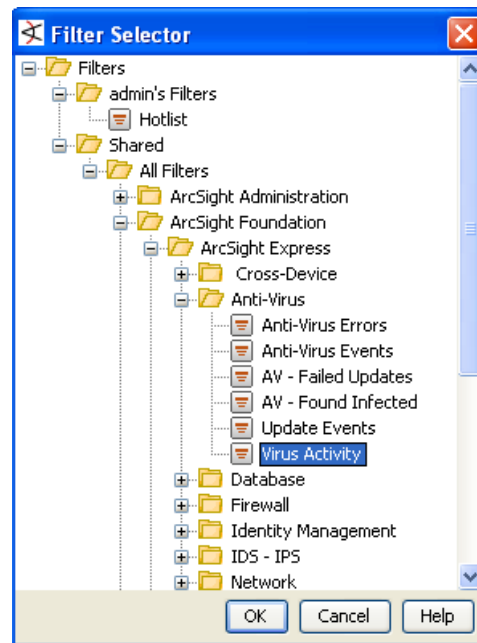 Filter Selector
Filters
admin's Filters
Hotlist
Shared
All Filters
ArcSight Administration
ArcSight Foundation
ArcSight Express
Cross-Device
Anti-Virus
Anti-Virus Errors
Anti-Virus Events
AV - Failed Updates
AV - Found Infected
Update Events
Virus Activity
Database
Firewall
Identity Management
IDS - IPS
Network
OK Cancel Help